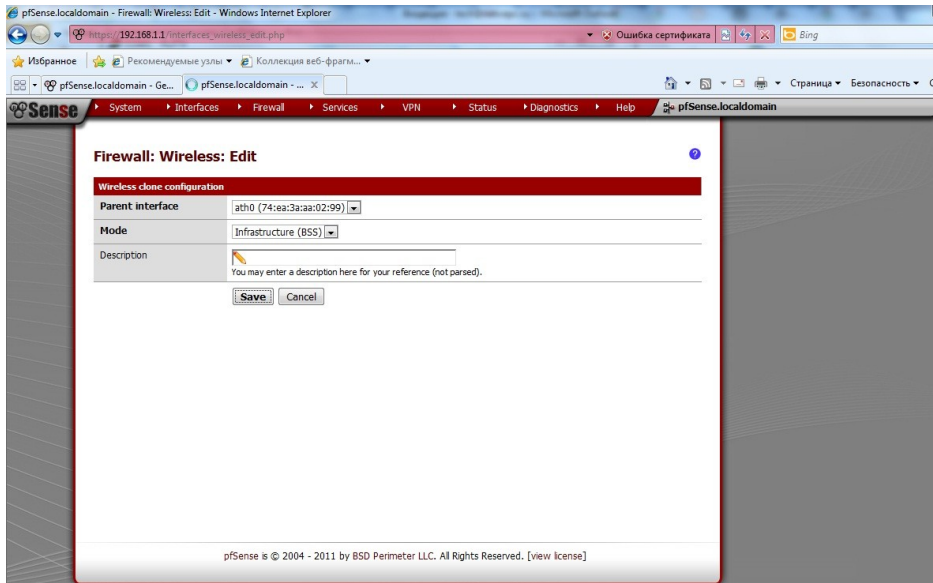 pfSense.localdomain - Firewall: Wireless: Edit - Windows Internet Explorer
https://192.168.1.1/interfaces_wireless_edit.php Ошибка сертификата Bing
Избранное Рекомендуемые узлы Коллекция веб-фрагм...
pfSense.localdomain - Ge... pfSense.localdomain - ... X Страница Безопасность
Sense System Interfaces Firewall Services VPN Status Diagnostics Help pfSense.localdomain
Firewall: Wireless: Edit ?
Wireless clone configuration
Parent interface ath0 (74:ea:3a:aa:02:99)
Mode Infrastructure (BSS)
Description
You may enter a description here for your reference (not parsed).
Save Cancel
pfSense is © 2004 - 2011 by BSD Perimeter LLC. All Rights Reserved. [view license]